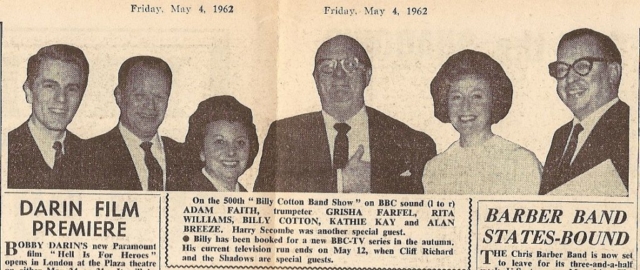 Friday, May 4, 1962
Friday, May 4, 1962
On the 500th "Billy Cotton Band Show" on BBC sound (l to r)
ADAM FAITH, trumpeter GRISHA FARFEL, RITA
WILLIAMS, BILLY COTTON, KATHIE KAY and ALAN
BREEZE. Harry Secombe was another special guest.
● Billy has been booked for a new BBC-TV series in the autumn.
His current television run ends on May 12, when Cliff Richard
and the Shadows are special guests.
DARIN FILM
PREMIERE
BOBBY DARIN'S new Paramount
film "Hell Is For Heroes"
opens in London at the Plaza theatre
BARBER BAND
STATES-BOUND
THE Chris Barber Band is now set
to leave for its three-and-a-half